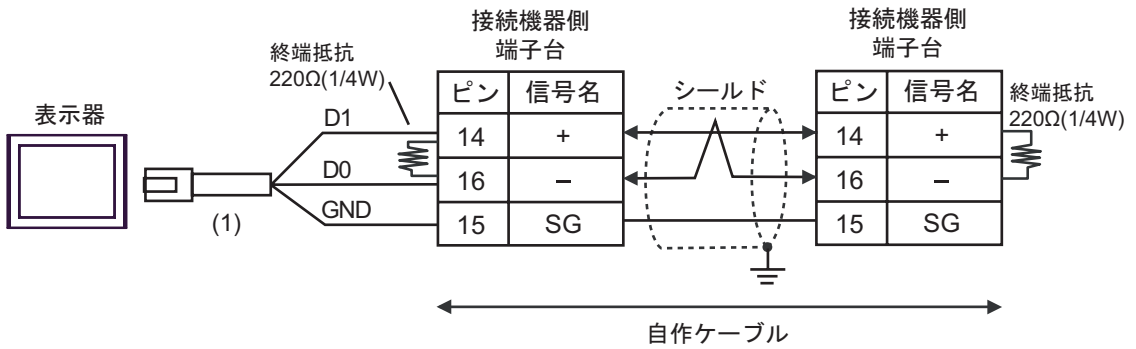 接続機器側
端子台
接続機器側
端子台
終端抵抗
220Ω(1/4W)
ピン 信号名
シールド
ピン 信号名
終端抵抗
220Ω(1/4W)
表示器
D1
14 +
14 +
D0
16 −
16 −
(1)
GND
15 SG
15 SG
自作ケーブル